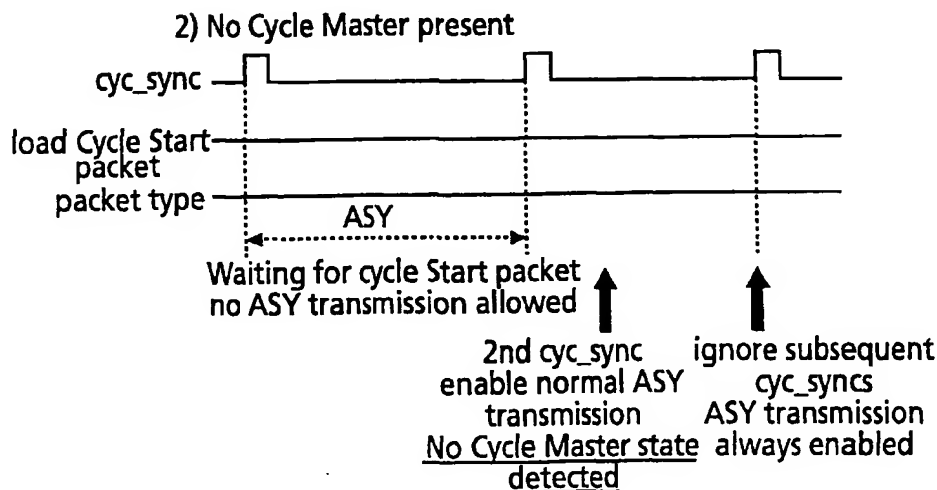 2) No Cycle Master present
cyc_sync
load Cycle Start
packet
packet type
ASY
Waiting for cycle Start packet
no ASY transmission allowed
2nd cyc_sync
enable normal ASY
transmission
No Cycle Master state
detected
ignore subsequent
cyc_syncs
ASY transmission
always enabled